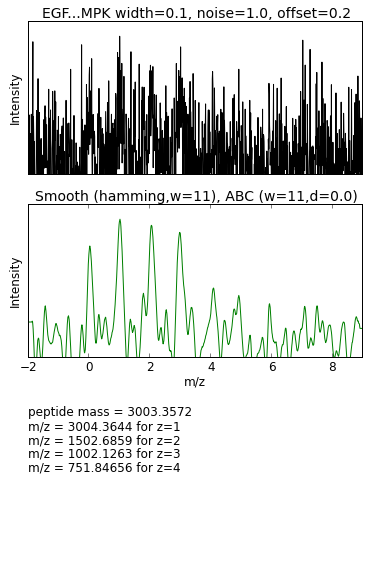 EGF...MPK width=0.1, noise=1.0, offset=0.2
Intensity
Smooth (hamming,w=11), ABC (w=11,d=0.0)
Intensity
−2 0 2 4 6 8
m/z
peptide mass = 3003.3572
m/z = 3004.3644 for z=1
m/z = 1502.6859 for z=2
m/z = 1002.1263 for z=3
m/z = 751.84656 for z=4